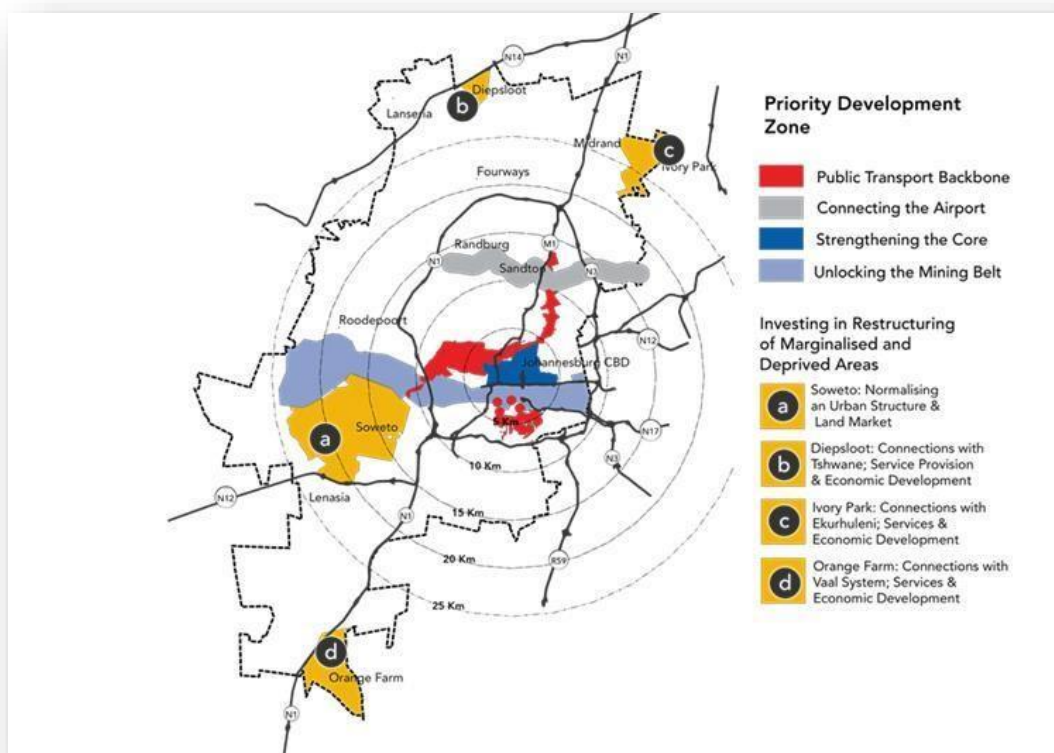 N14
N1
Diepsloot
b
Lanseria
Midrand
c
Ivory Park
Fourways
M1
Randburg
N1
Sandton
N3
Roodepoort
N12
Johannesburg CBD
a
Soweto
5 Km
N17
10 Km
N3
Lenasia
N12
15 Km
N1
20 Km
R59
25 Km
d
Orange Farm
N1
Priority Development
Zone
Public Transport Backbone
Connecting the Airport
Strengthening the Core
Unlocking the Mining Belt
Investing in Restructuring
of Marginalised and
Deprived Areas
a
Soweto: Normalising
an Urban Structure &
Land Market
b
Diepsloot: Connections with
Tshwane; Service Provision
& Economic Development
c
Ivory Park: Connections with
Ekurhuleni; Services &
Economic Development
d
Orange Farm: Connections with
Vaal System; Services &
Economic Development